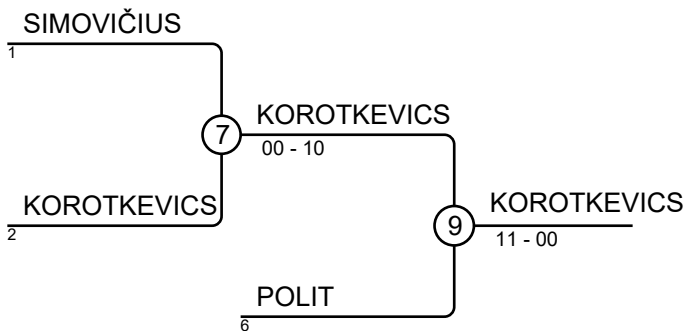 SIMOVIČIUS
1
7
KOROTKEVICS
00 - 10
KOROTKEVICS
2
KOROTKEVICS
9
11 - 00
POLIT
6